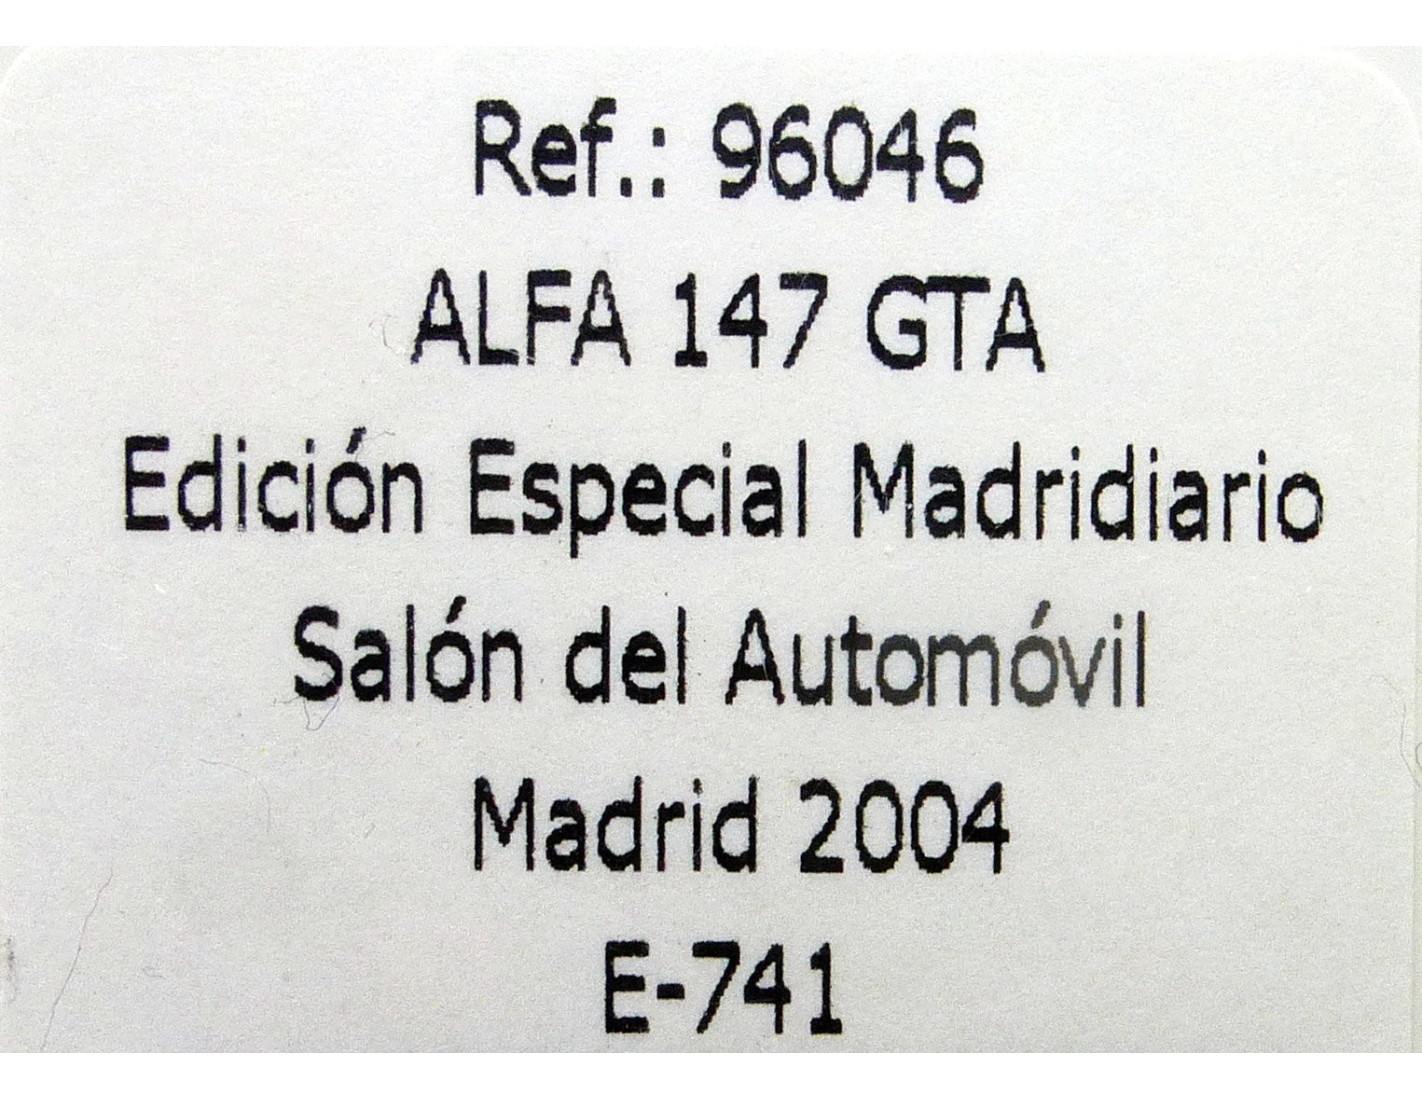 Ref.: 96046
ALFA 147 GTA
Edición Especial Madridiario
Salón del Automóvil
Madrid 2004
E-741